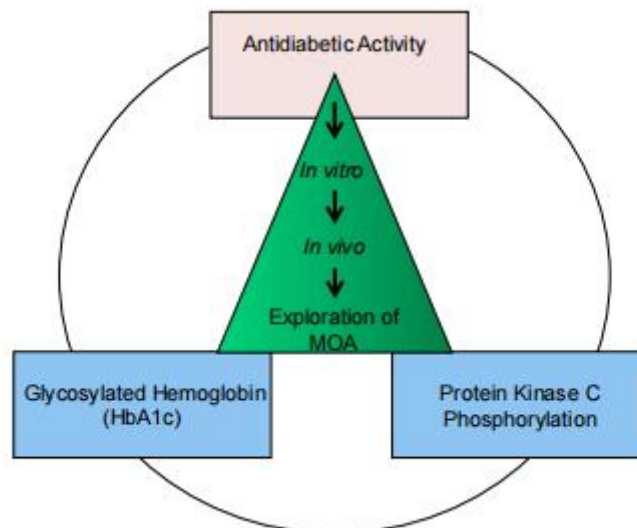 Antidiabetic Activity
In vitro
In vivo
Exploration of
MOA
Glycosylated Hemoglobin
(HbA1c)
Protein Kinase C
Phosphorylation